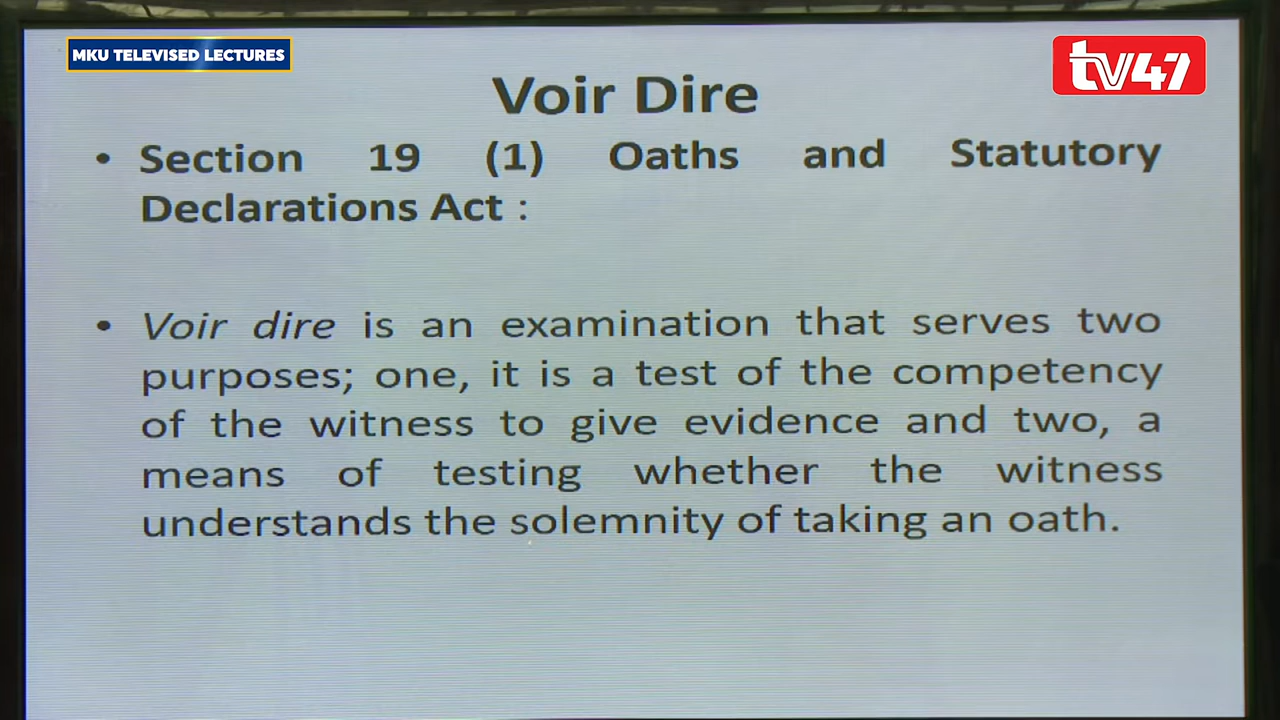 MKU TELEVISED LECTURES
tv47
Voir Dire
• Section 19 (1) Oaths and Statutory
Declarations Act :
• Voir dire is an examination that serves two
purposes; one, it is a test of the competency
of the witness to give evidence and two, a
means of testing whether the witness
understands the solemnity of taking an oath.